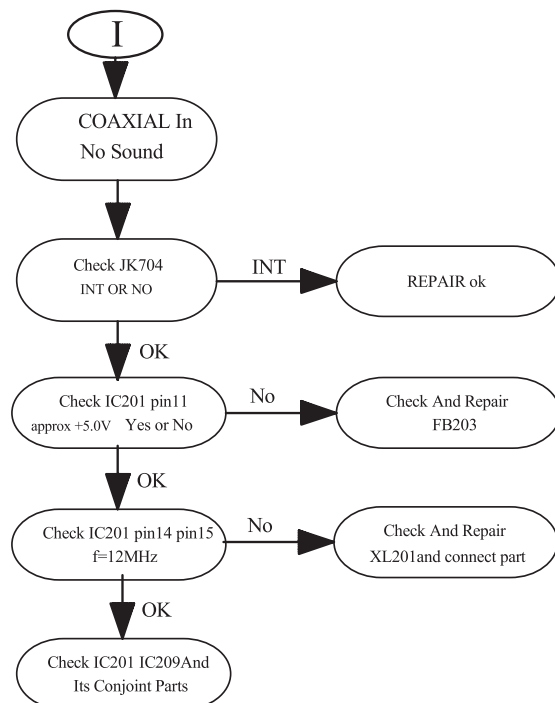 I
COAXIAL In
No Sound
Check JK704
INT OR NO
INT
REPAIR ok
OK
Check IC201 pin11
approx +5.0V Yes or No
No
Check And Repair
FB203
OK
Check IC201 pin14 pin15
f=12MHz
No
Check And Repair
XL201and connect part
OK
Check IC201 IC209And
Its Conjoint Parts